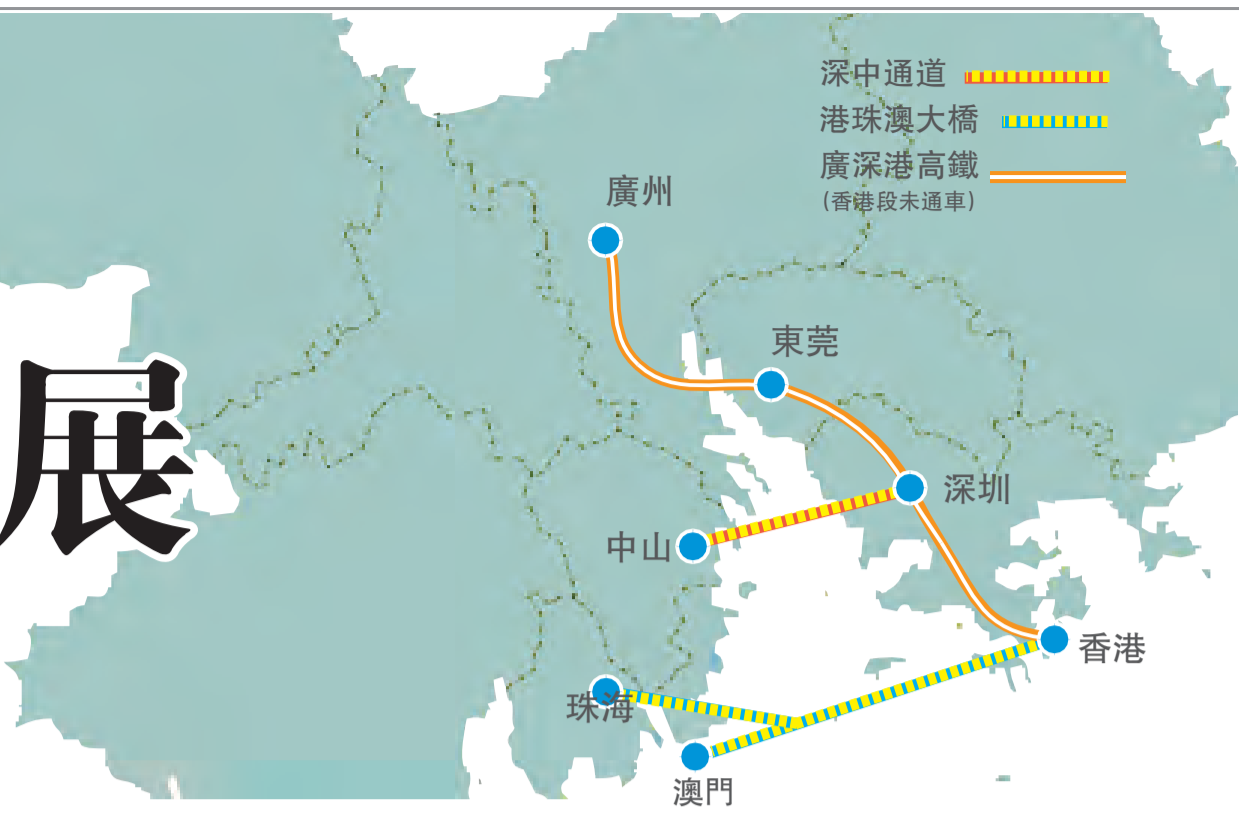 深中通道
港珠澳大橋
廣深港高鐵
(香港段未通車)
廣州
東莞
展
深圳
中山
香港
珠海
澳門